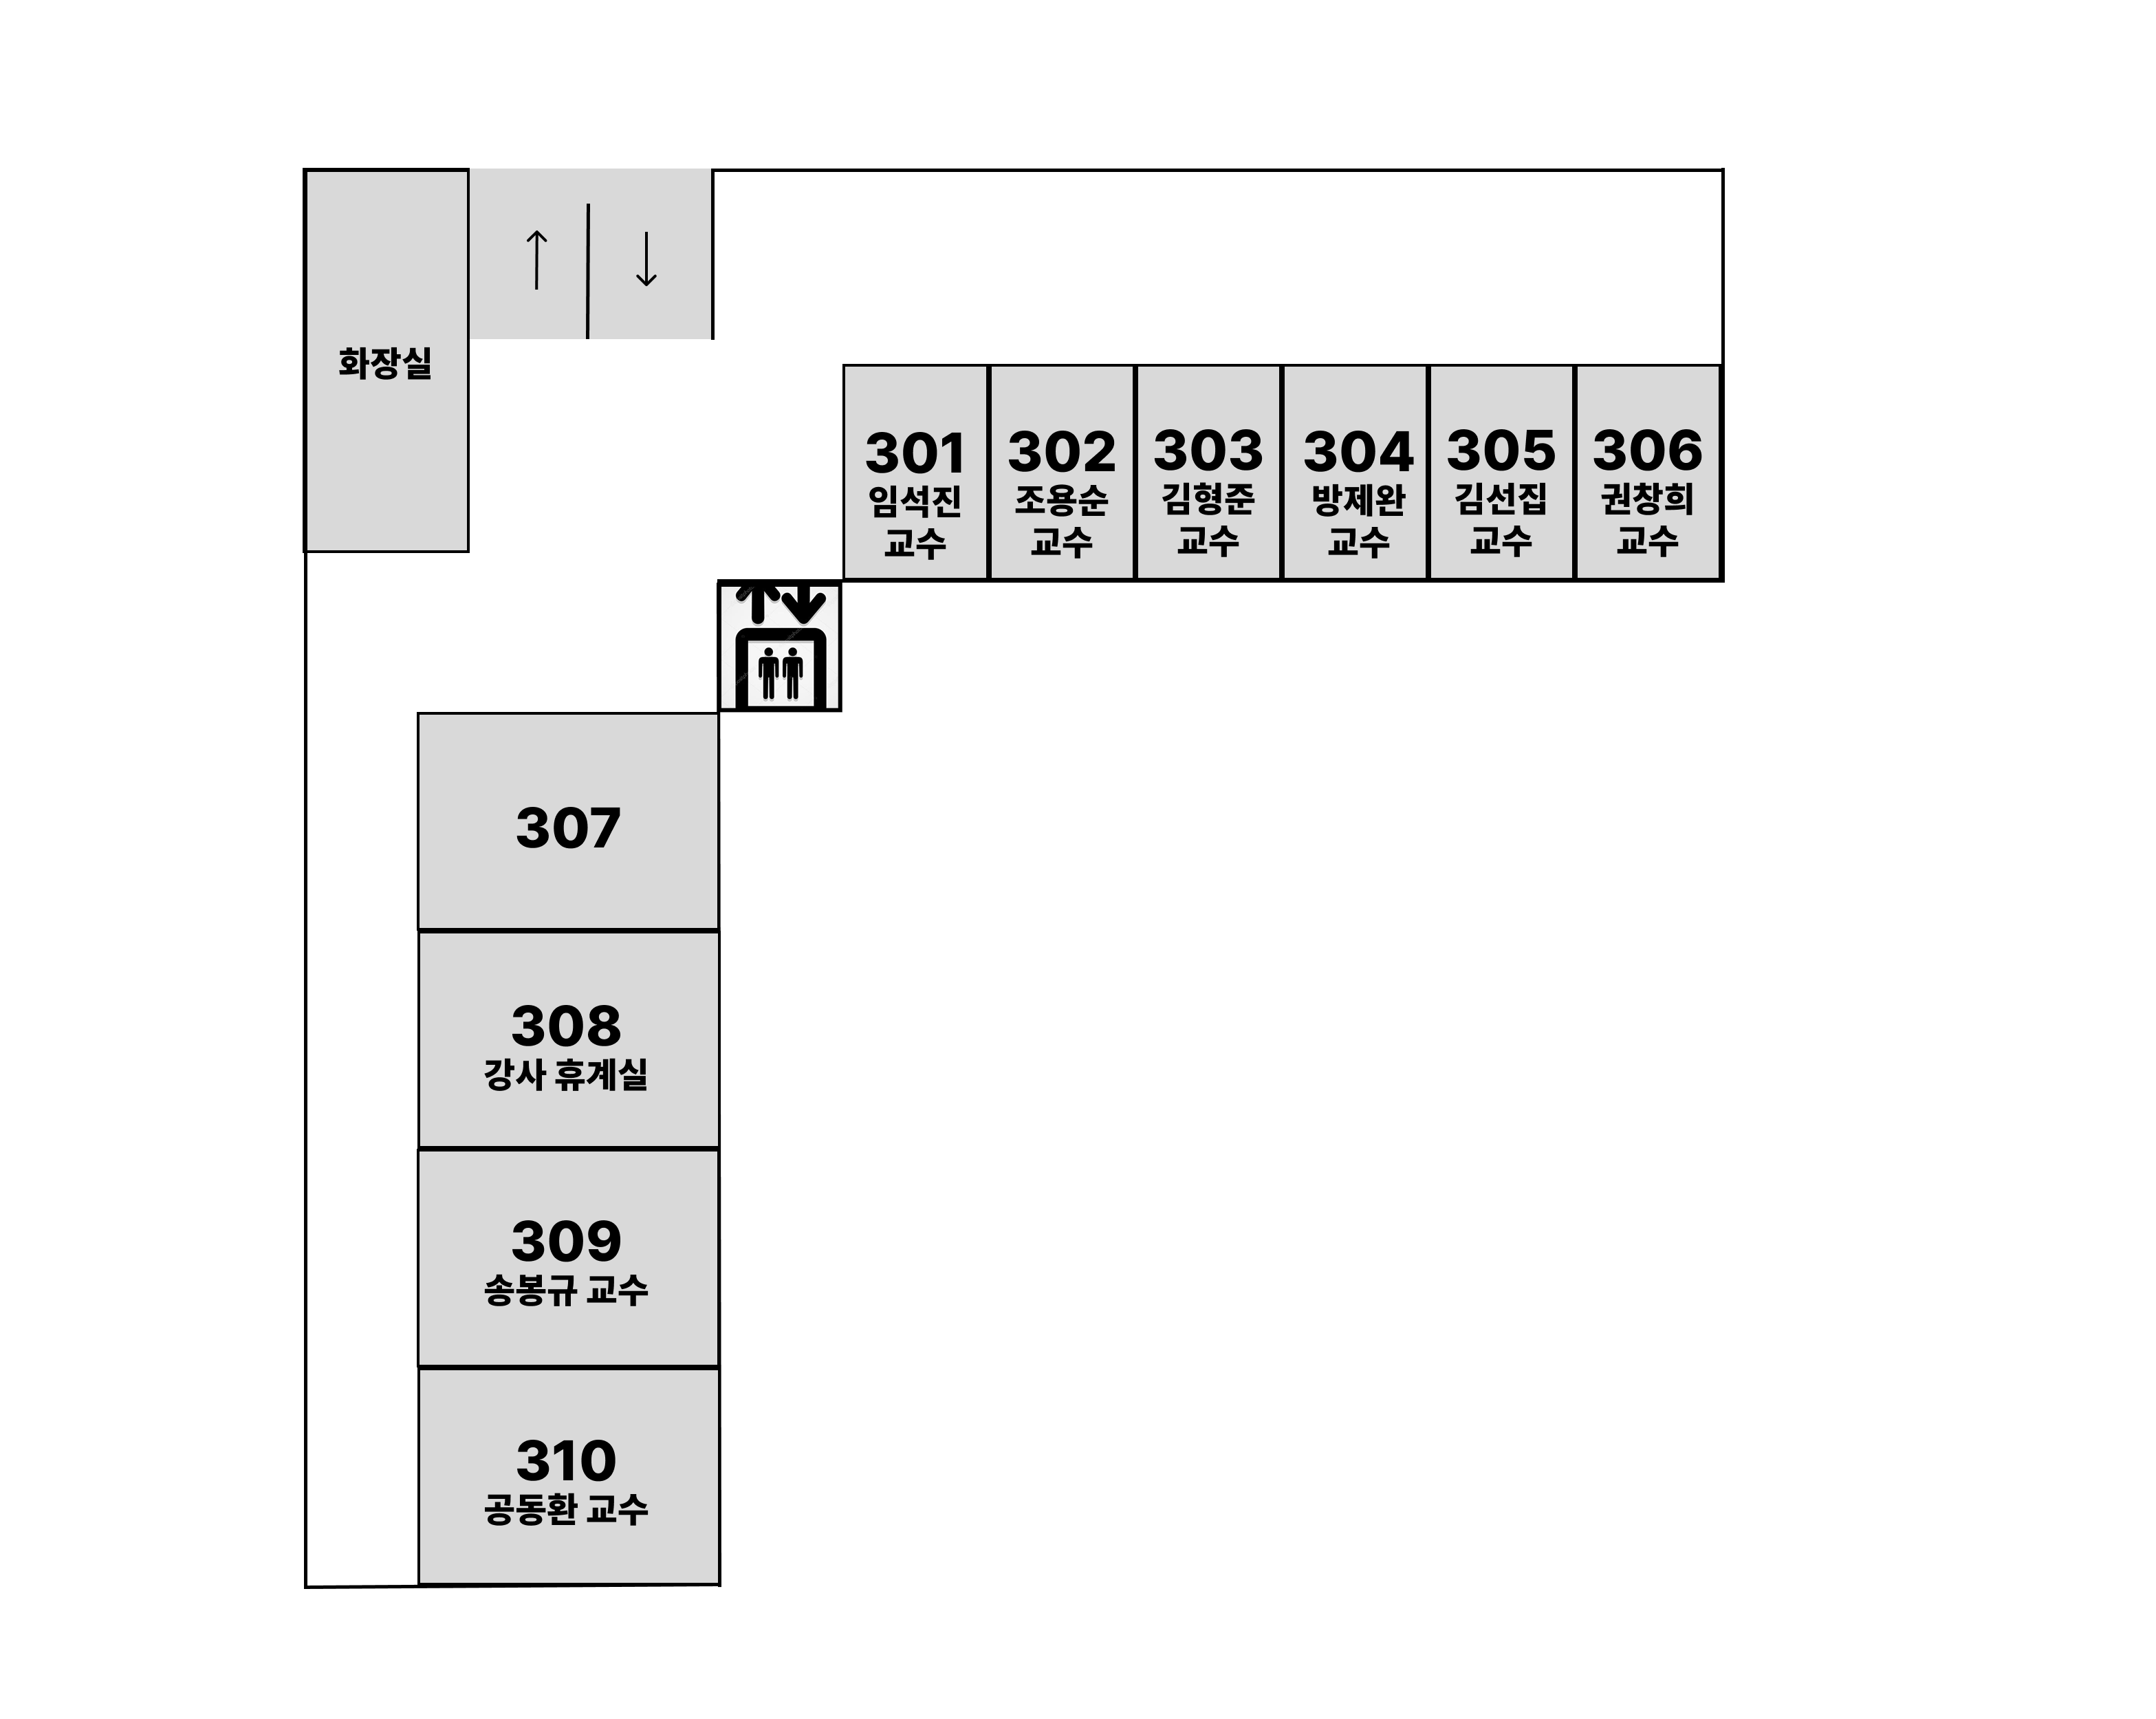 화장실
301
임석진
교수
302
조용순
교수
303
김형준
교수
304
방제완
교수
305
김선집
교수
306
권창희
교수
307
308
강사 휴게실
309
송봉규 교수
310
공동환 교수